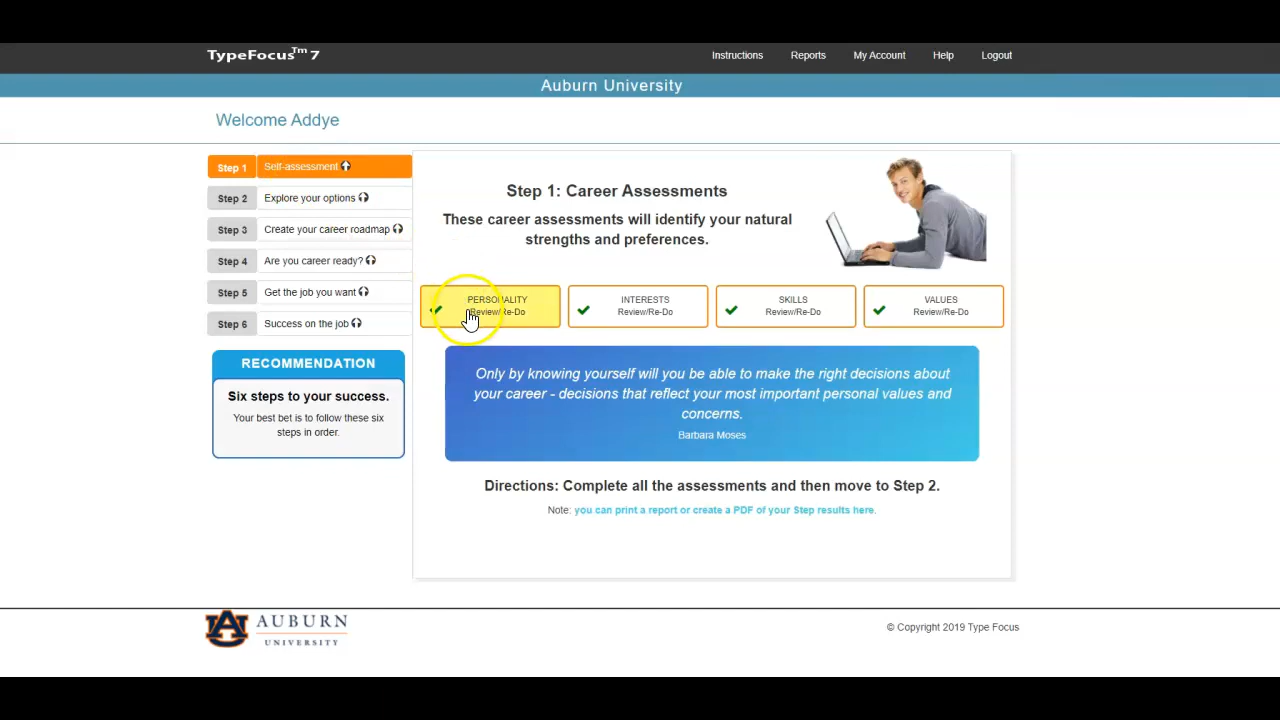 TypeFocus™ 7
Instructions
Reports
My Account
Help
Logout
Auburn University
Welcome Addye
Step 1 Self-assessment
Step 2 Explore your options
Step 3 Create your career roadmap
Step 4 Are you career ready?
Step 5 Get the job you want
Step 6 Success on the job
RECOMMENDATION
Six steps to your success.
Your best bet is to follow these six
steps in order.
Step 1: Career Assessments
These career assessments will identify your natural
strengths and preferences.
PERSONALITY
Review/Re-Do
INTERESTS
Review/Re-Do
SKILLS
Review/Re-Do
VALUES
Review/Re-Do
Only by knowing yourself will you be able to make the right decisions about
your career - decisions that reflect your most important personal values and
concerns.
Barbara Moses
Directions: Complete all the assessments and then move to Step 2.
Note: you can print a report or create a PDF of your Step results here.
AU AUBURN
UNIVERSITY
© Copyright 2019 Type Focus